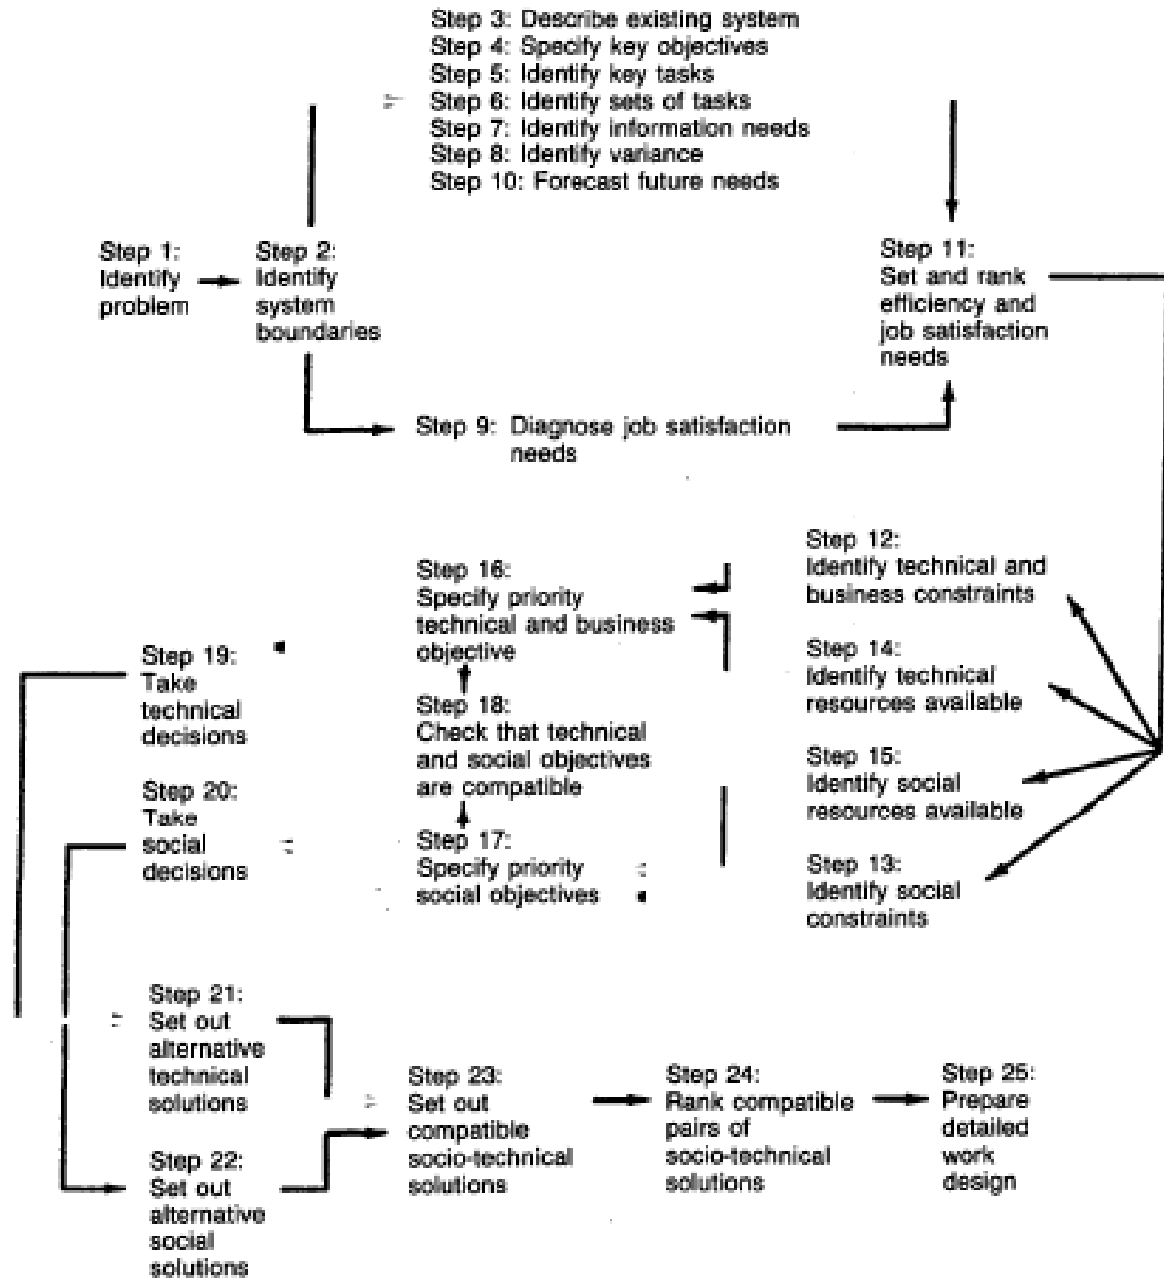 Step 3: Describe existing system
Step 4: Specify key objectives
Step 5: Identify key tasks
Step 6: Identify sets of tasks
Step 7: Identify information needs
Step 8: Identify variance
Step 10: Forecast future needs
Step 1:
Identify
problem
Step 2:
Identify
system
boundaries
Step 11:
Set and rank
efficiency and
job satisfaction
needs
Step 9: Diagnose job satisfaction
needs
Step 12:
Identify technical and
business constraints
Step 14:
Identify technical
resources available
Step 15:
Identify social
resources available
Step 13:
Identify social
constraints
Step 16:
Specify priority
technical and business
objective
Step 18:
Check that technical
and social objectives
are compatible
Step 17:
Specify priority
social objectives
Step 19:
Take
technical
decisions
Step 20:
Take
social
decisions
Step 21:
Set out
alternative
technical
solutions
Step 22:
Set out
alternative
social
solutions
Step 23:
Set out
compatible
socio-technical
solutions
Step 24:
Rank compatible
pairs of
socio-technical
solutions
Step 25:
Prepare
detailed
work
design